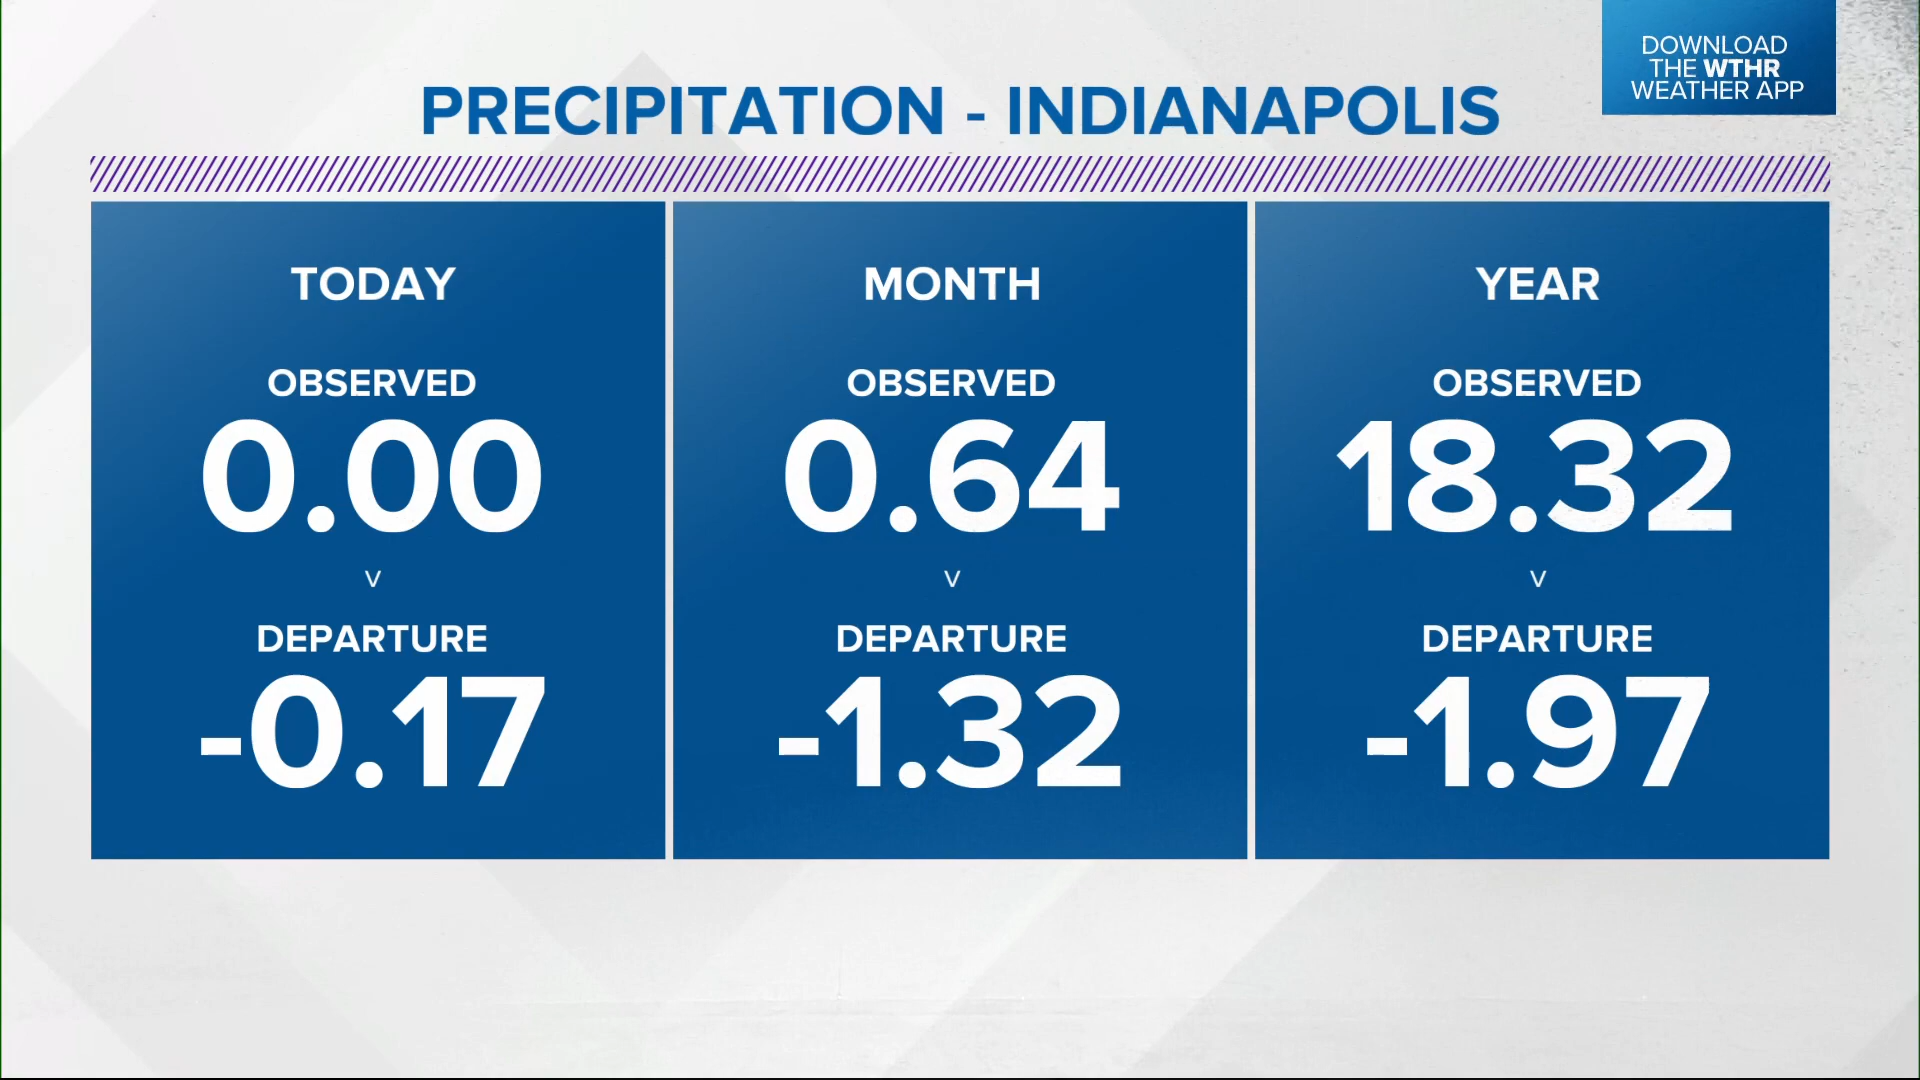 DOWNLOAD
THE WTHR
WEATHER APP
PRECIPITATION - INDIANAPOLIS
TODAY
OBSERVED
0.00
v
DEPARTURE
-0.17
MONTH
OBSERVED
0.64
v
DEPARTURE
-1.32
YEAR
OBSERVED
18.32
v
DEPARTURE
-1.97